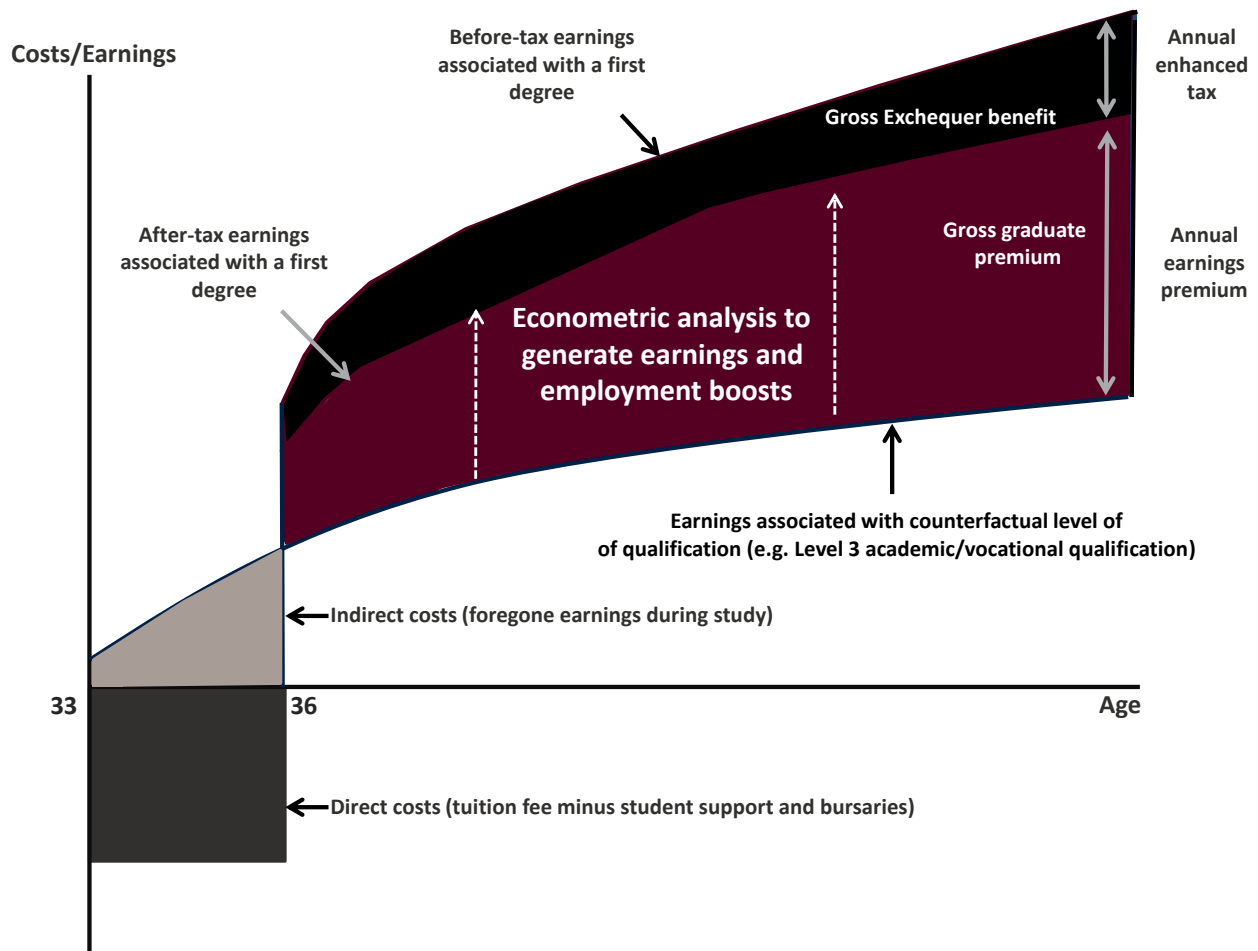 Costs/Earnings
Before-tax earnings
associated with a first
degree
Annual
enhanced
tax
Gross Exchequer benefit
After-tax earnings
associated with a first
degree
Gross graduate
premium
Annual
earnings
premium
Econometric analysis to
generate earnings and
employment boosts
Earnings associated with counterfactual level of
of qualification (e.g. Level 3 academic/vocational qualification)
Indirect costs (foregone earnings during study)
33
36
Age
Direct costs (tuition fee minus student support and bursaries)